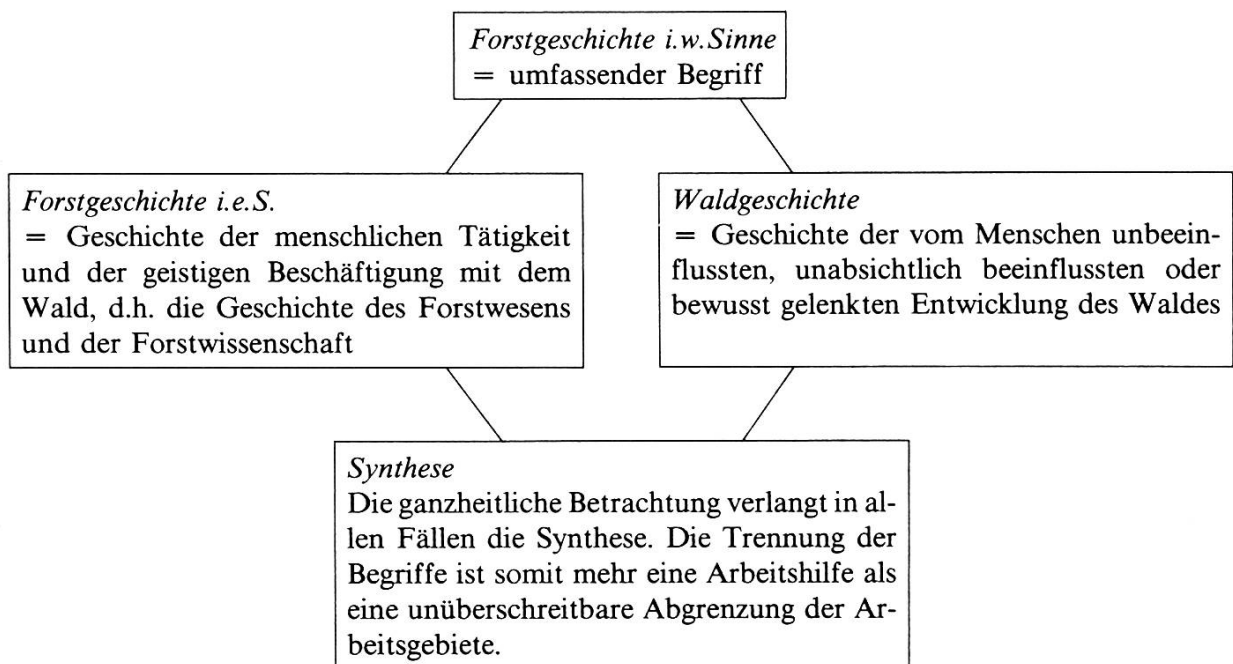 Forstgeschichte i.w.Sinne
= umfassender Begriff
Forstgeschichte i.e.S.
= Geschichte der menschlichen Tätigkeit
und der geistigen Beschäftigung mit dem
Wald, d.h. die Geschichte des Forstwesens
und der Forstwissenschaft
Waldgeschichte
= Geschichte der vom Menschen unbeein-
flussten, unabsichtlich beeinflussten oder
bewusst gelenkten Entwicklung des Waldes
Synthese
Die ganzheitliche Betrachtung verlangt in al-
len Fällen die Synthese. Die Trennung der
Begriffe ist somit mehr eine Arbeitshilfe als
eine unüberschreitbare Abgrenzung der Ar-
beitsgebiete.